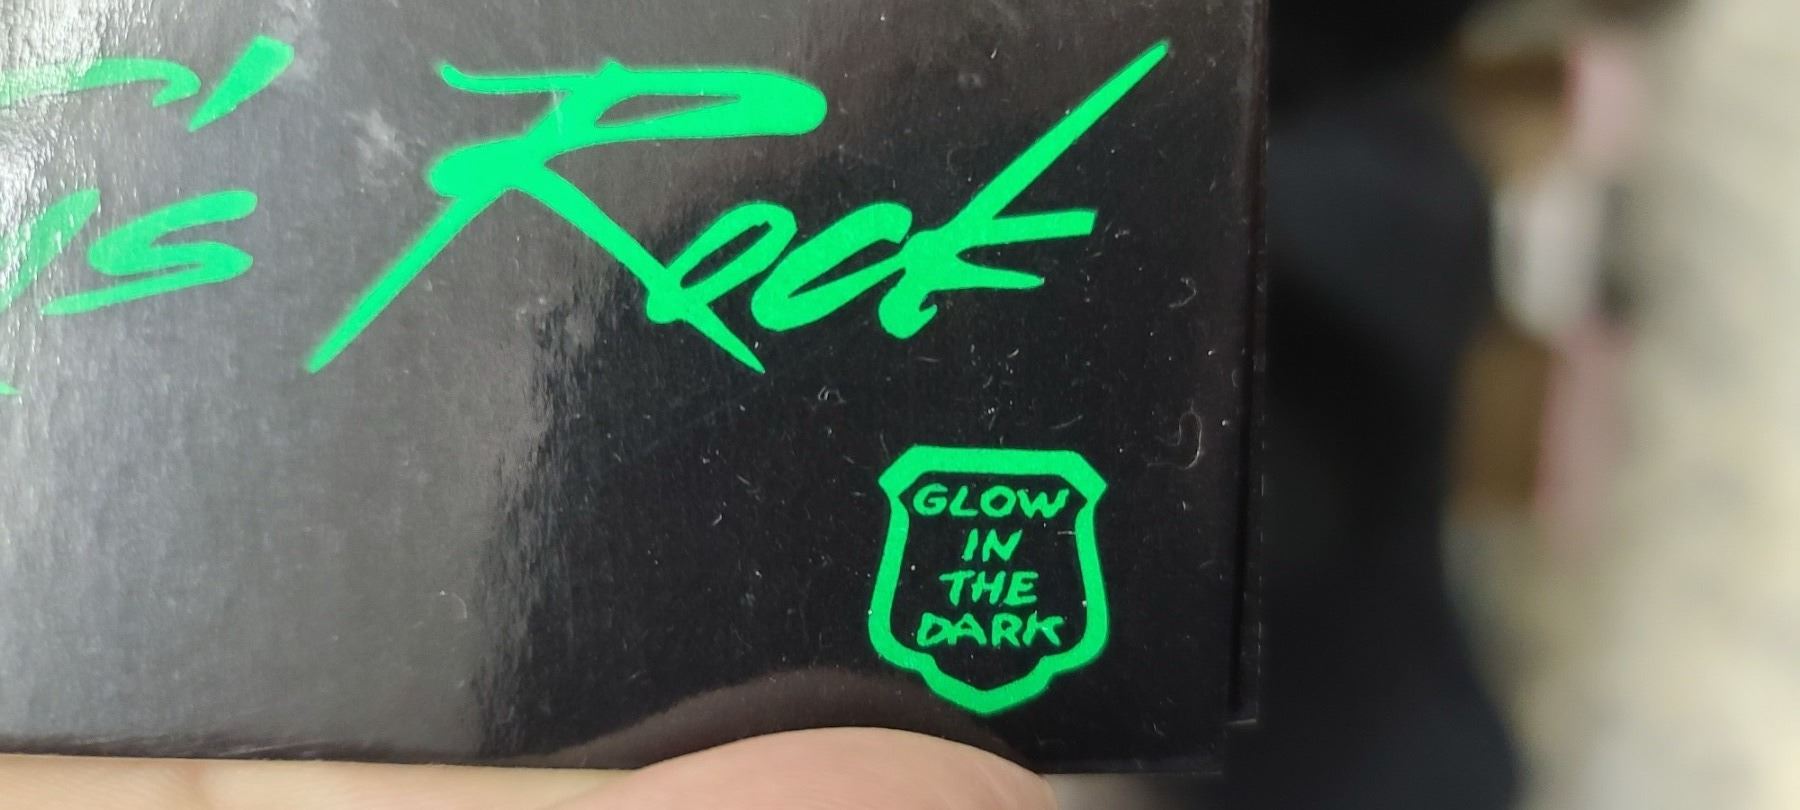 Rock
GLOW
IN
THE
DARK